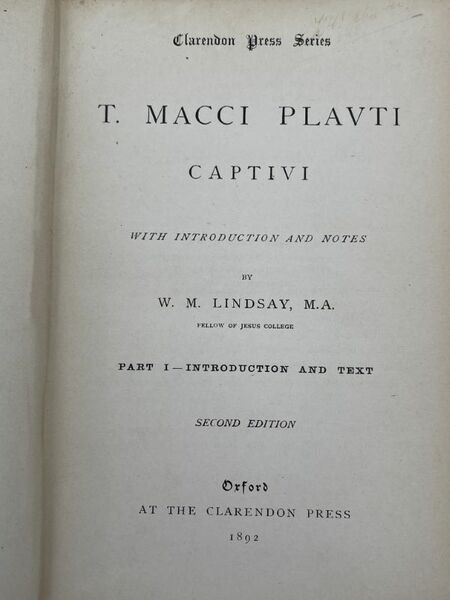 Clarendon Press Series
T. MACCI PLAVTI
CAPTIVI
WITH INTRODUCTION AND NOTES
BY
W. M. LINDSAY, M.A.
FELLOW OF JESUS COLLEGE
PART I—INTRODUCTION AND TEXT
SECOND EDITION
Oxford
AT THE CLARENDON PRESS
1892